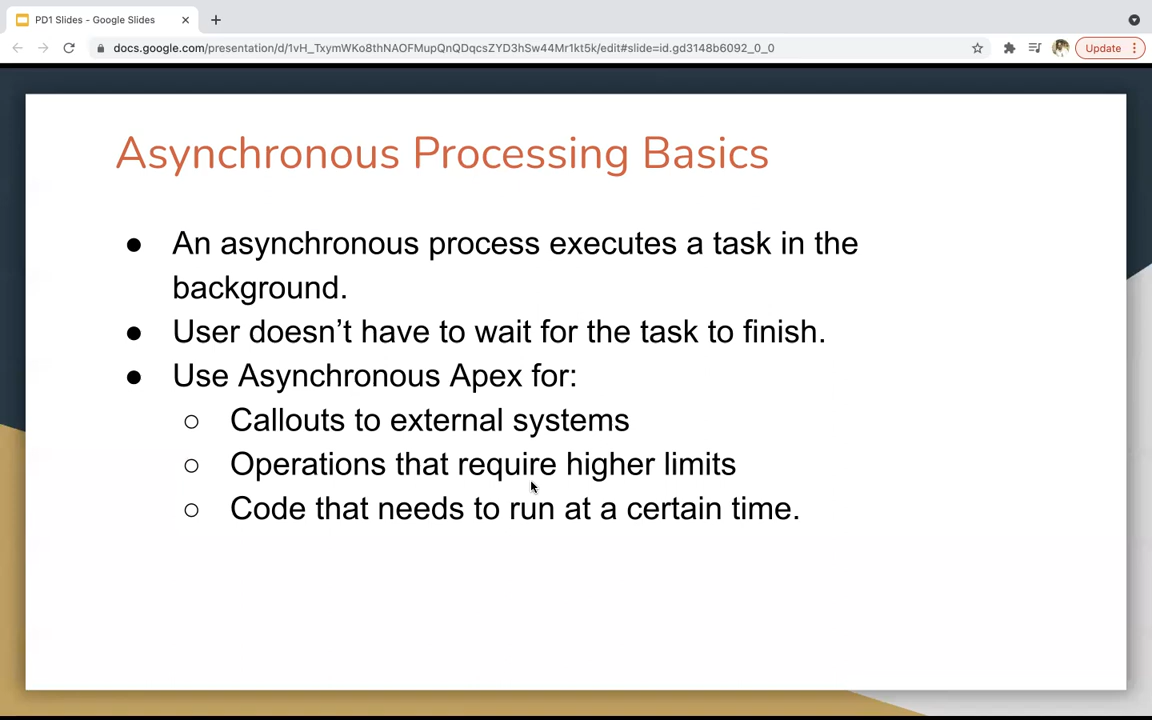 PD1 Slides - Google Slides
docs.google.com/presentation/d/1vH_TxymWKo8thNAOFMupQnQDqcsZYD3hSw44Mr1kt5k/edit#slide=id.gd3148b6092_0_0
Update
Asynchronous Processing Basics
● An asynchronous process executes a task in the
background.
● User doesn’t have to wait for the task to finish.
● Use Asynchronous Apex for:
○ Callouts to external systems
○ Operations that require higher limits
○ Code that needs to run at a certain time.